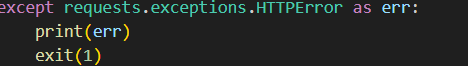 except requests.exceptions.HTTPError as err:
    print(err)
    exit(1)